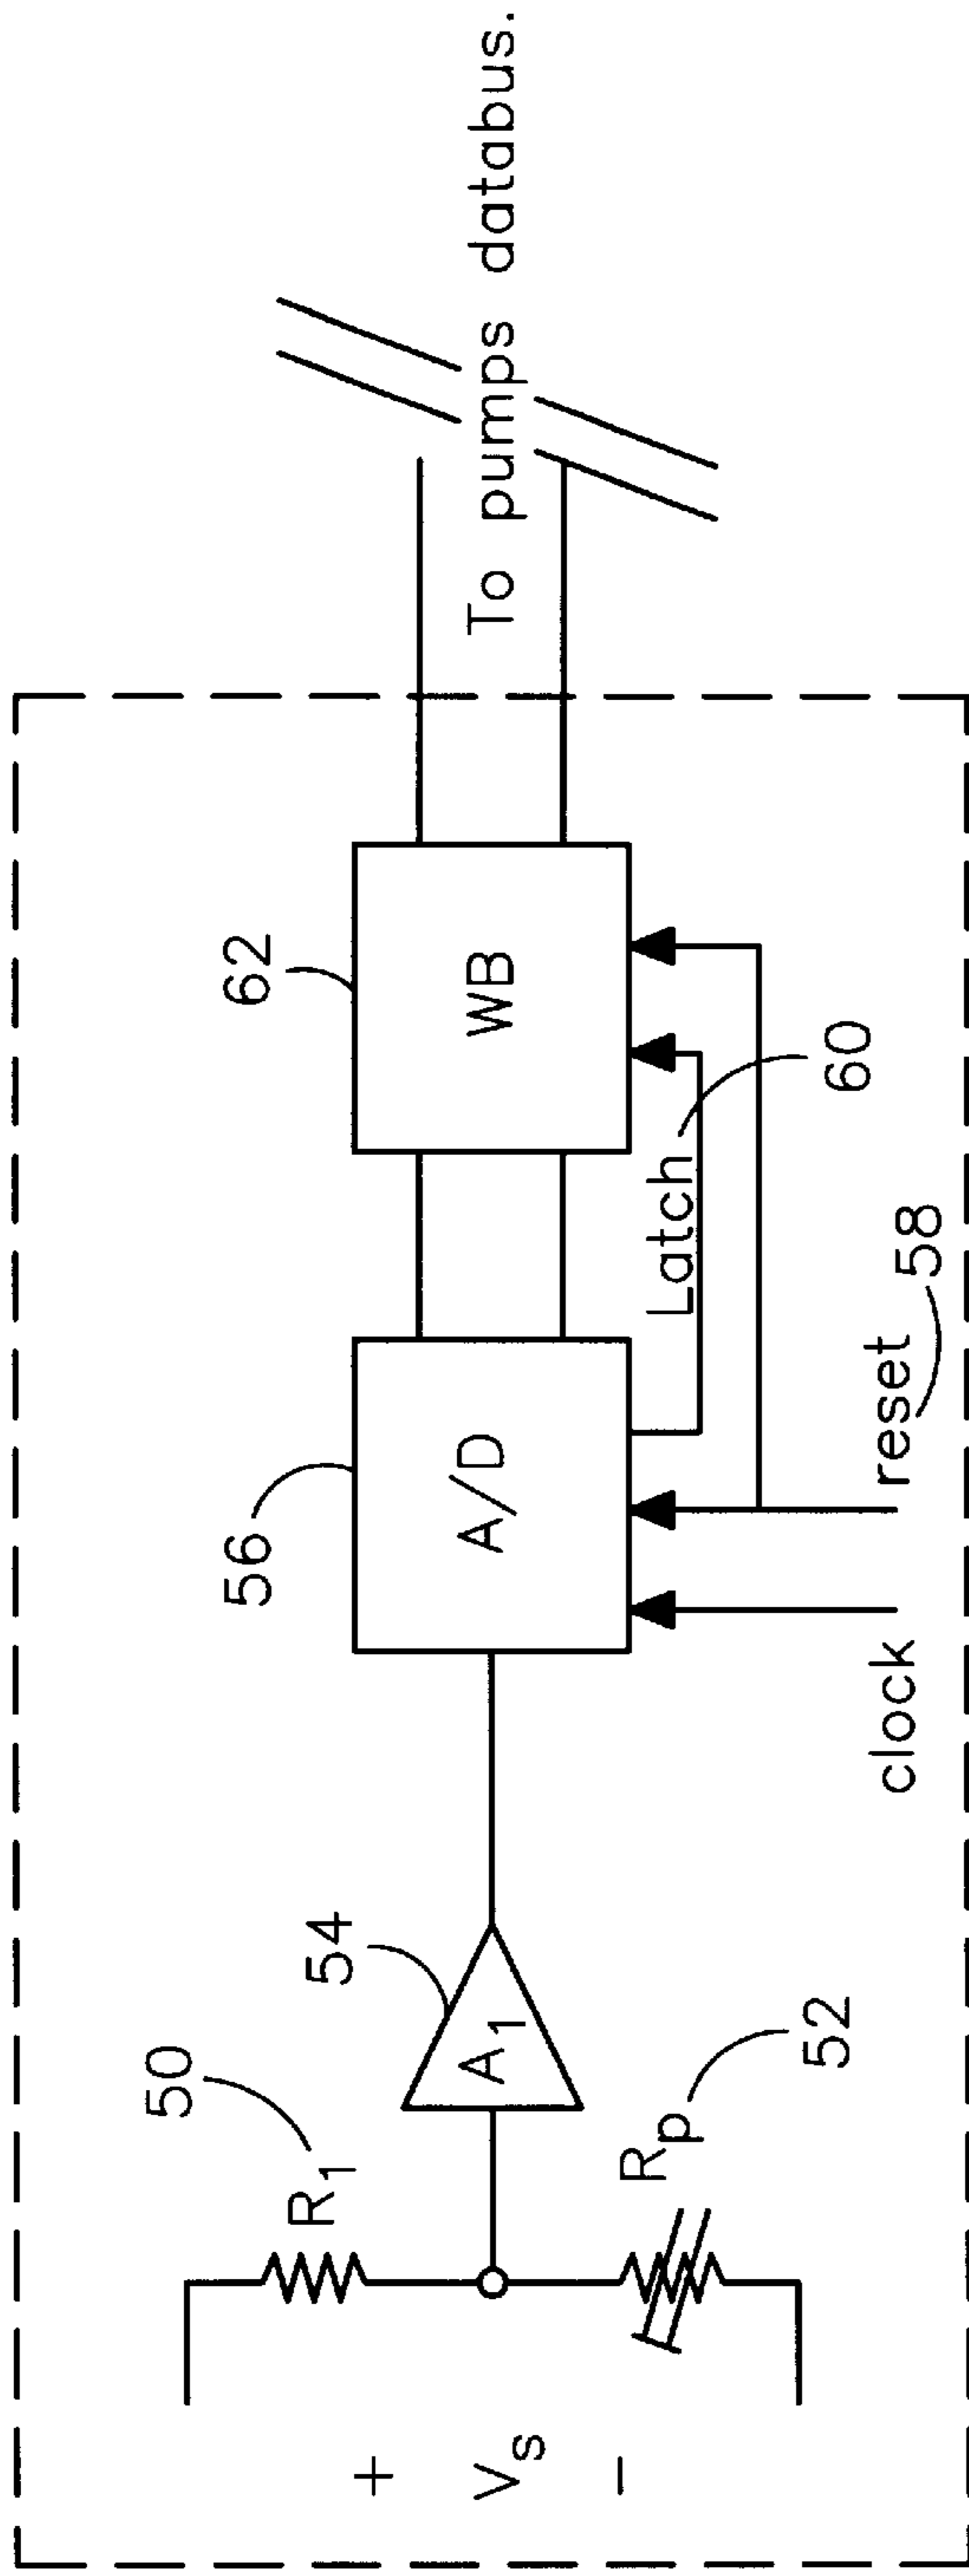 +
Vs
−
R1
50
Rp
52
A1
54
A/D
56
clock
reset
58
Latch
60
WB
62
To pumps databus.